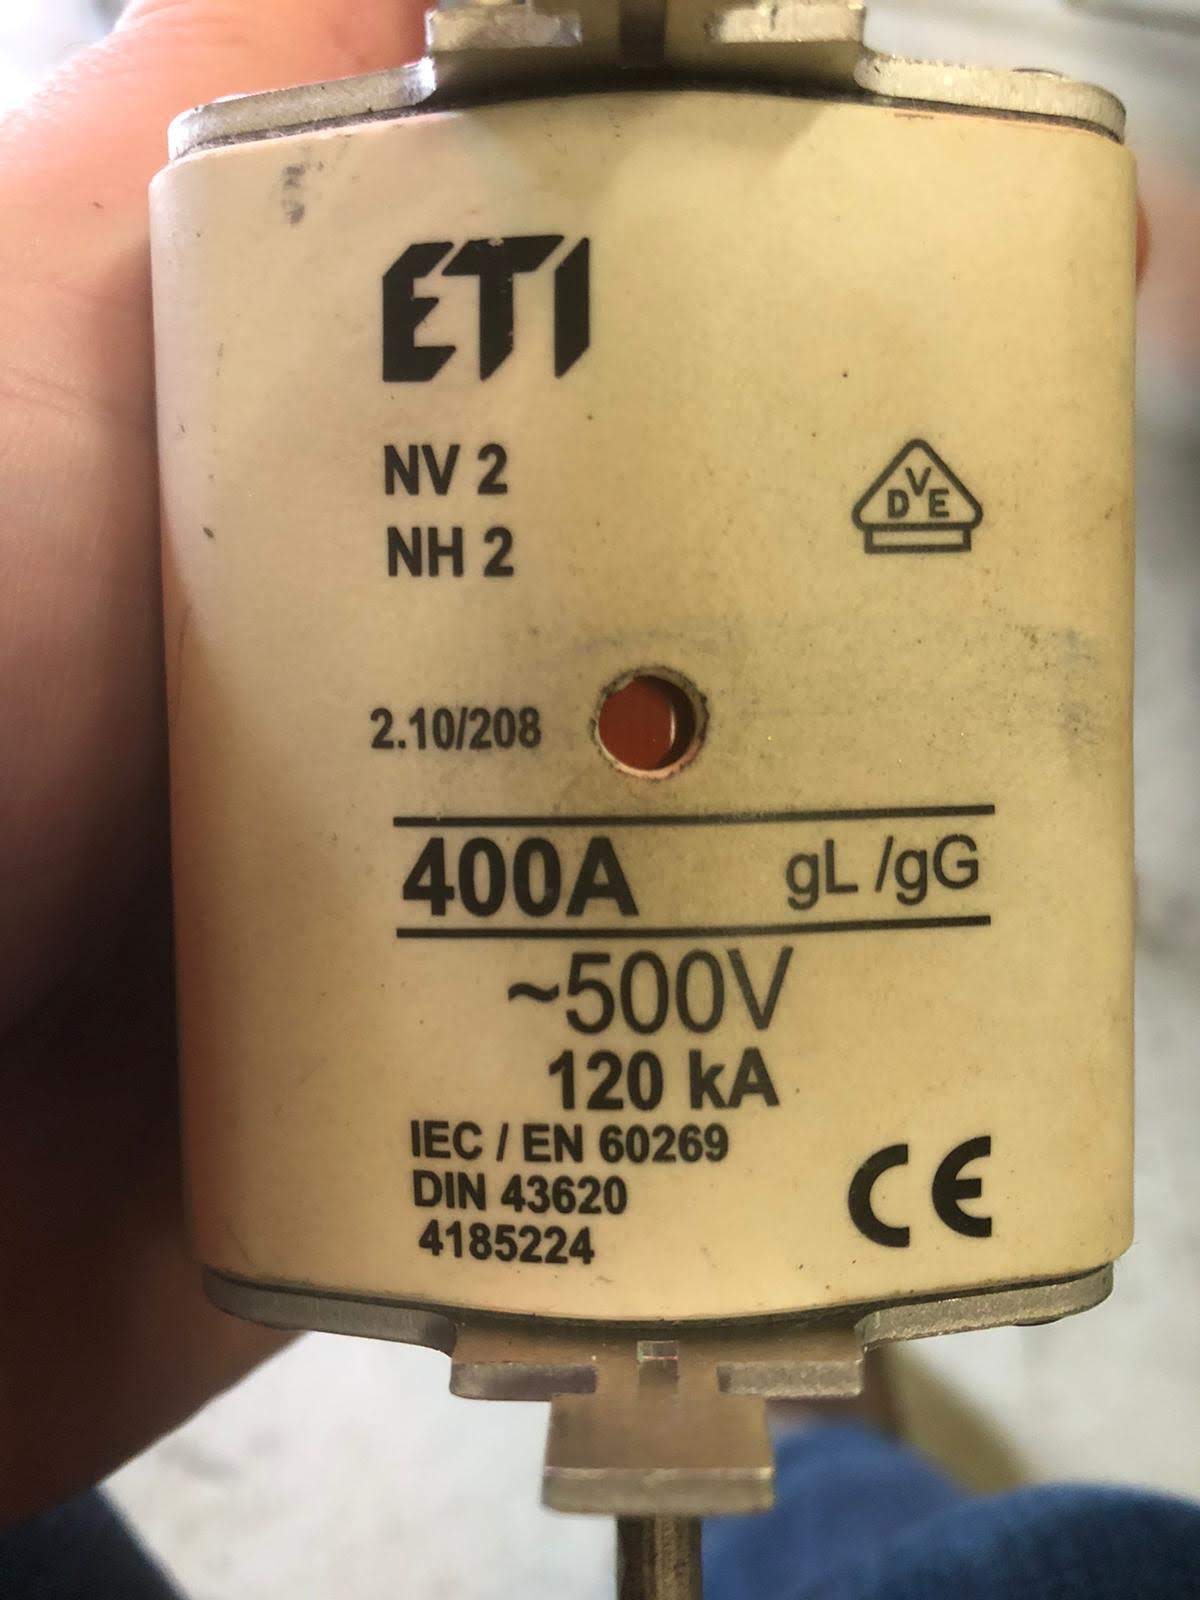 ETI
NV 2
NH 2
VDE
2.10/208
400A gL /gG
~500V
120 kA
IEC / EN 60269
DIN 43620
4185224
CE